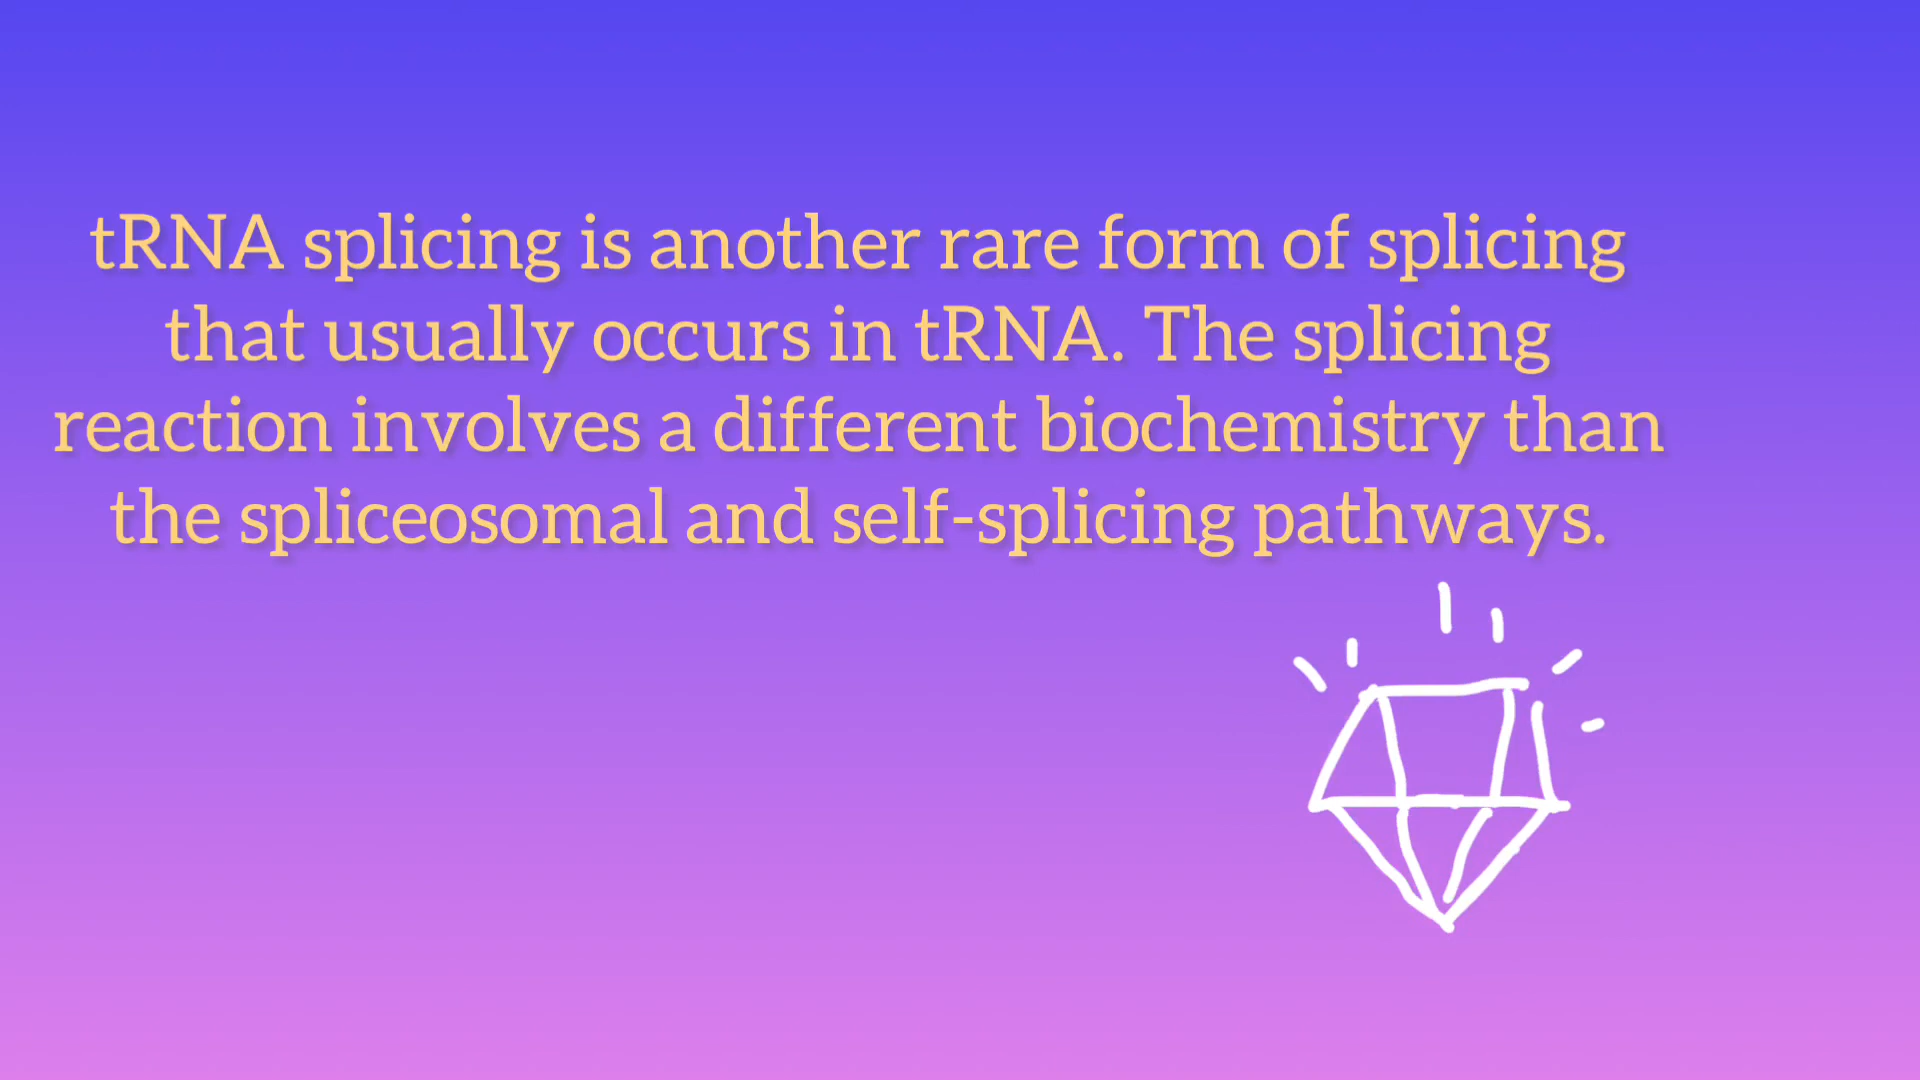 tRNA splicing is another rare form of splicing
that usually occurs in tRNA. The splicing
reaction involves a different biochemistry than
the spliceosomal and self-splicing pathways.